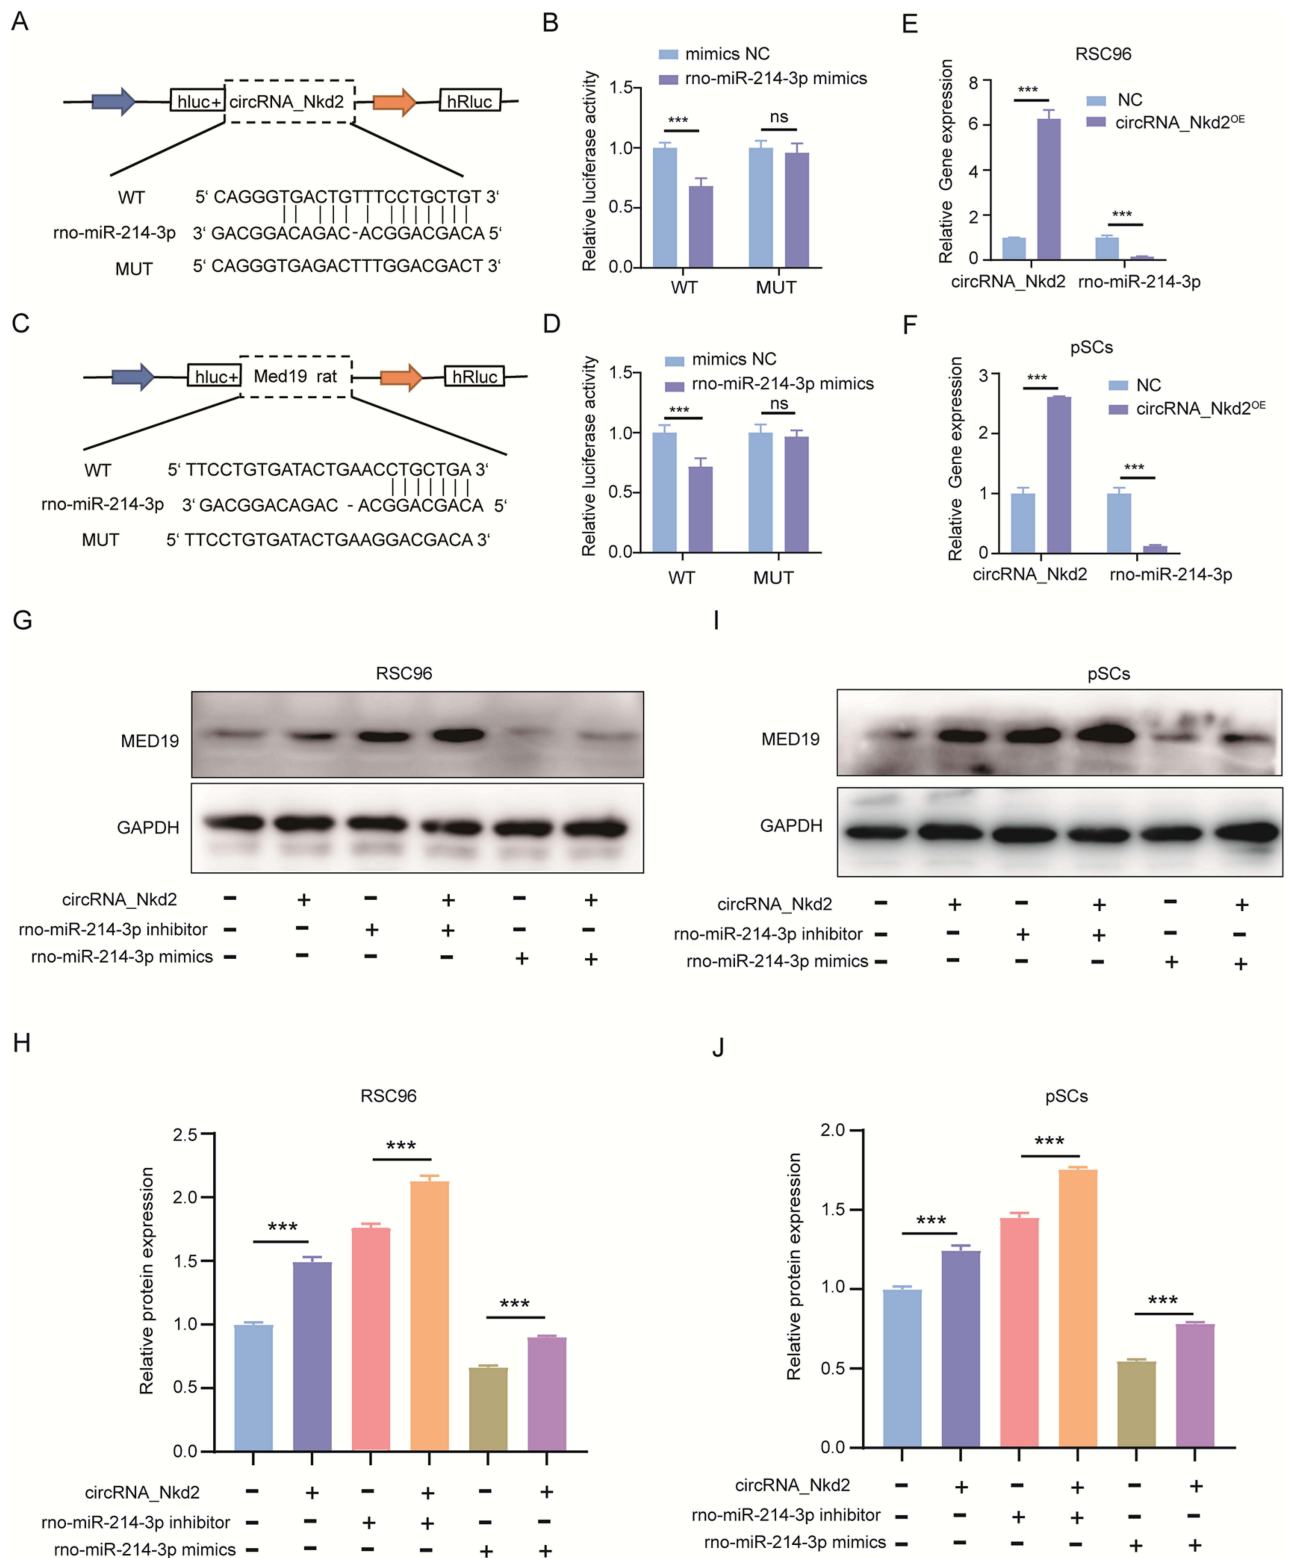 A
hluc+ circRNA_Nkd2 hRluc
WT 5‘ CAGGGTGACTGTTTCCTGCTGT 3‘
rno-miR-214-3p 3‘ GACGGACAGAC-ACGGACGACA 5‘
MUT 5‘ CAGGGTGAGACTTTGGACGACT 3‘
B
mimics NC
rno-miR-214-3p mimics
Relative luciferase activity
1.5
1.0
0.5
0.0
*** ns
WT MUT
E
RSC96
NC
circRNA_Nkd2OE
Relative Gene expression
8
6
4
2
0
*** ***
circRNA_Nkd2 rno-miR-214-3p
C
hluc+ Med19 rat hRluc
WT 5‘ TTCCTGTGATACTGAACCTGCTGA 3‘
rno-miR-214-3p 3‘ GACGGACAGAC - ACGGACGACA 5‘
MUT 5‘ TTCCTGTGATACTGAAGGACGACA 3‘
D
mimics NC
rno-miR-214-3p mimics
Relative luciferase activity
1.5
1.0
0.5
0.0
*** ns
WT MUT
F
pSCs
NC
circRNA_Nkd2OE
Relative Gene expression
3
2
1
0
*** ***
circRNA_Nkd2 rno-miR-214-3p
G
RSC96
MED19
GAPDH
circRNA_Nkd2 - + - + - +
rno-miR-214-3p inhibitor - - + + - -
rno-miR-214-3p mimics - - - - + +
I
pSCs
MED19
GAPDH
circRNA_Nkd2 - + - + - +
rno-miR-214-3p inhibitor - - + + - -
rno-miR-214-3p mimics - - - - + +
H
RSC96
Relative protein expression
2.5
2.0
1.5
1.0
0.5
0.0
*** *** ***
circRNA_Nkd2 - + - + - +
rno-miR-214-3p inhibitor - - + + - -
rno-miR-214-3p mimics - - - - + +
J
pSCs
Relative protein expression
2.0
1.5
1.0
0.5
0.0
*** *** ***
circRNA_Nkd2 - + - + - +
rno-miR-214-3p inhibitor - - + + - -
rno-miR-214-3p mimics - - - - + +